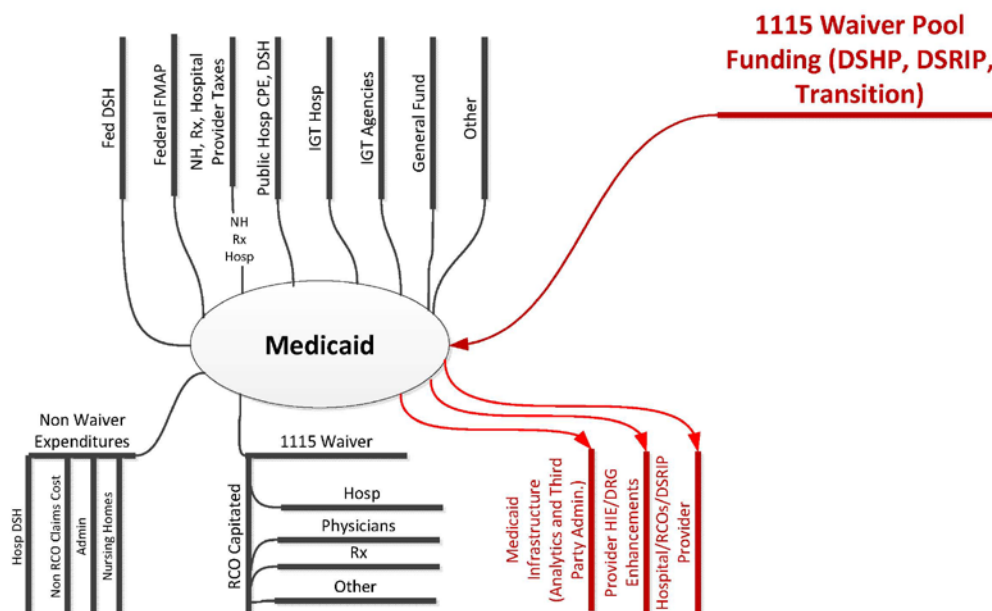 1115 Waiver Pool
Funding (DSHP, DSRIP,
Transition)
Fed DSH
Federal FMAP
NH, Rx, Hospital
Provider Taxes
Public Hosp CPE, DSH
IGT Hosp
IGT Agencies
General Fund
Other
NH
Rx
Hosp
Medicaid
Non Waiver
Expenditures
Hosp DSH
Non RCO Claims Cost
Admin
Nursing Homes
1115 Waiver
RCO Capitated
Hosp
Physicians
Rx
Other
Medicaid
Infrastructure
(Analytics and Third
Party Admin.)
Provider HIE/DRG
Enhancements
Hospital/RCOs/DSRIP
Provider